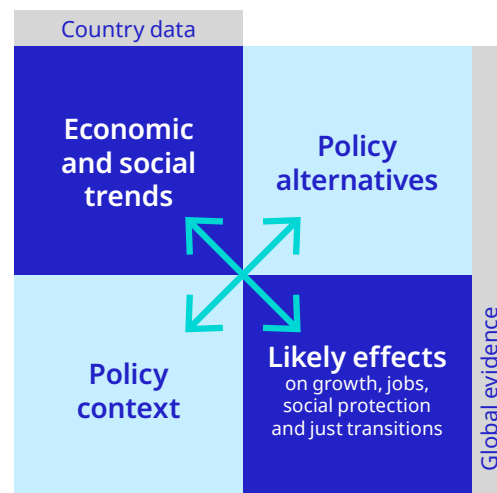 Country data
Economic
and social
trends
Policy
alternatives
Policy
context
Likely effects
on growth, jobs,
social protection
and just transitions
Global evidence